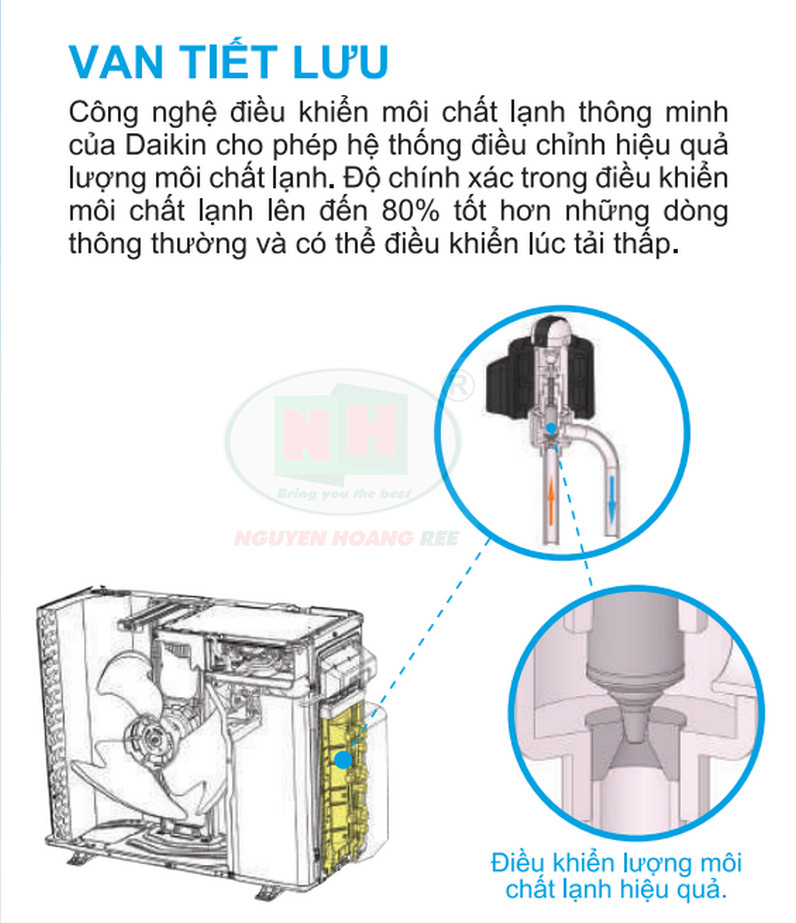 VAN TIẾT LƯU
Công nghệ điều khiển môi chất lạnh thông minh
của Daikin cho phép hệ thống điều chỉnh hiệu quả
lượng môi chất lạnh. Độ chính xác trong điều khiển
môi chất lạnh lên đến 80% tốt hơn những dòng
thông thường và có thể điều khiển lúc tải thấp.
®
NH
Bring you the best
NGUYEN HOANG REE
Điều khiển lượng môi
chất lạnh hiệu quả.